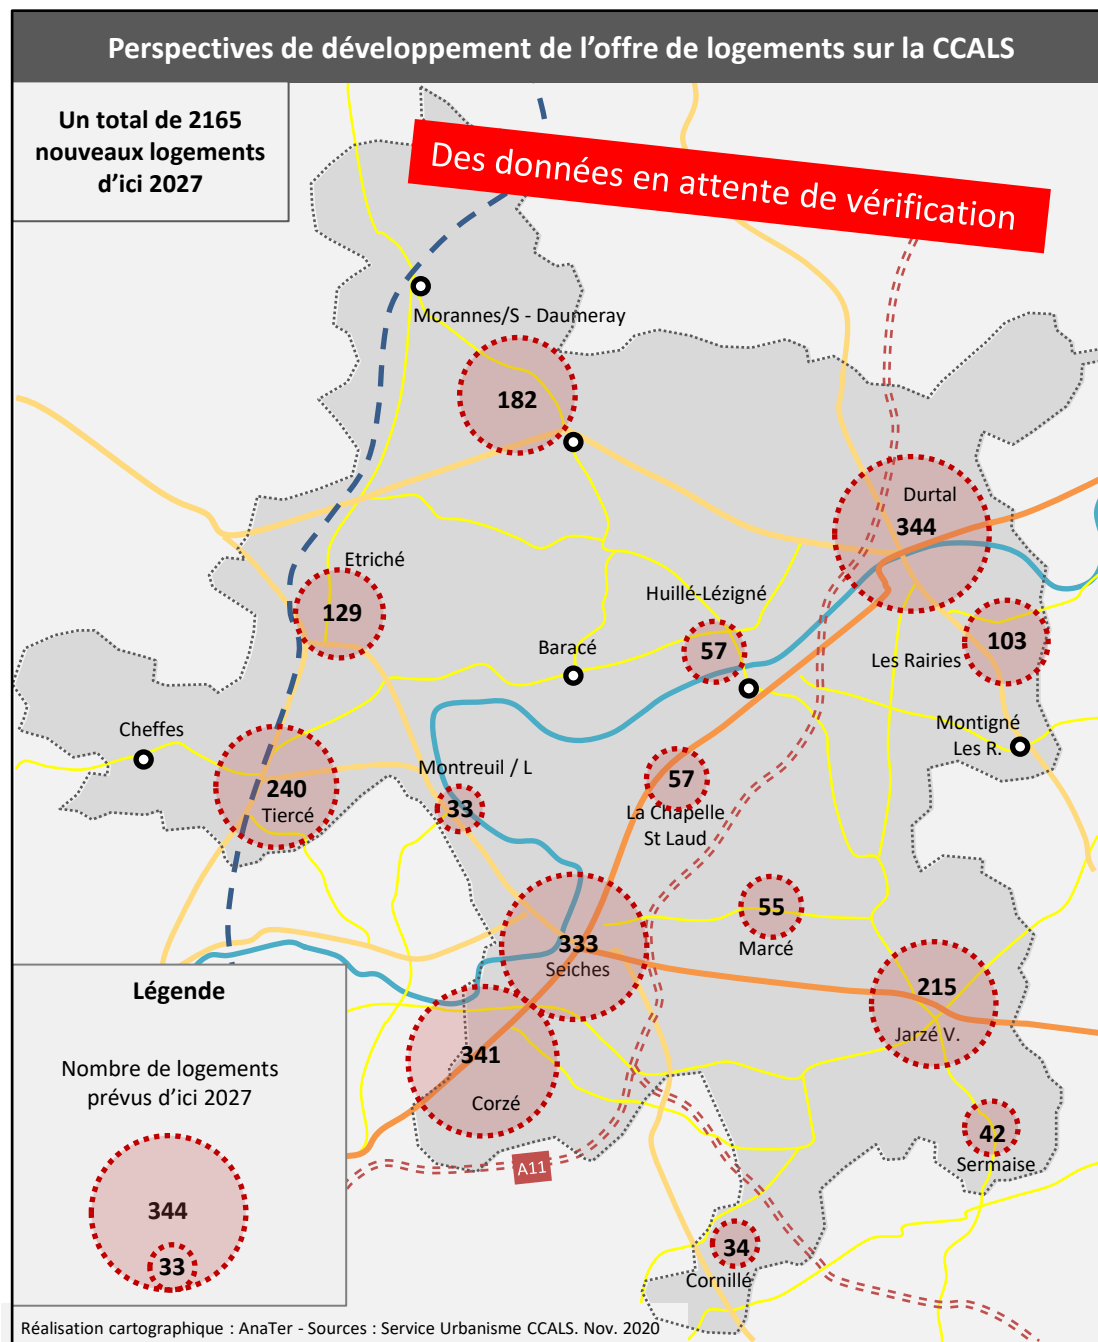 Perspectives de développement de l’offre de logements sur la CCALS
Un total de 2165
nouveaux logements
d’ici 2027
Des données en attente de vérification
Morannes/S - Daumeray
182
Durtal
344
Etriché
129
Huillé-Lézigné
57
Les Rairies
103
Baracé
Cheffes
Montigné
Les R.
240
Tiercé
Montreuil / L
33
57
La Chapelle
St Laud
55
Marcé
333
Seiches
215
Jarzé V.
341
Corzé
42
Sermaise
A11
34
Cornillé
Légende
Nombre de logements
prévus d’ici 2027
344
33
Réalisation cartographique : AnaTer - Sources : Service Urbanisme CCALS. Nov. 2020